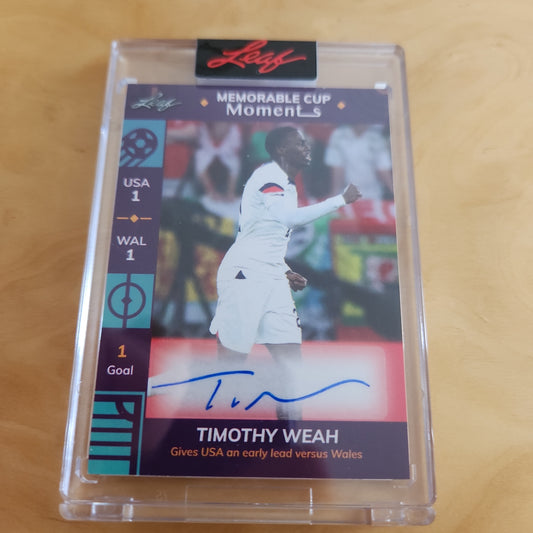 Leaf
Leaf
MEMORABLE CUP
Moments
USA
1
WAL
1
1
Goal
TIMOTHY WEAH
Gives USA an early lead versus Wales